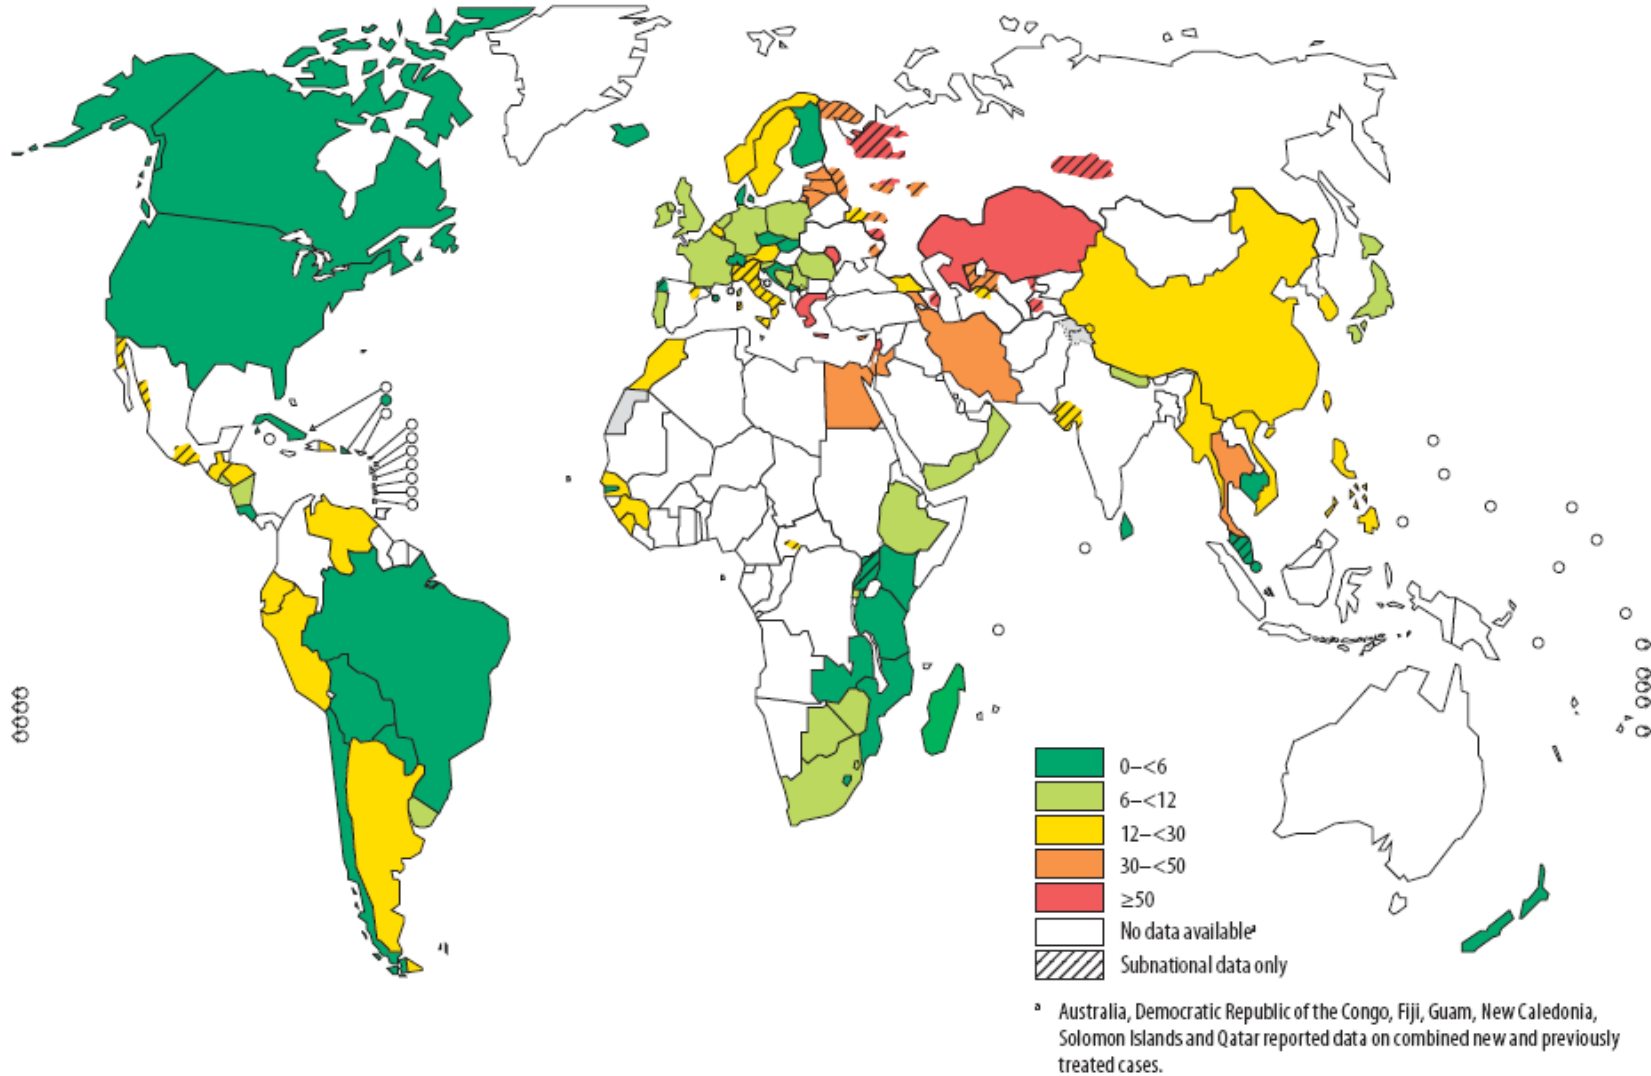 0–<6
6–<12
12–<30
30–<50
≥50
No data availableᵃ
Subnational data only
ᵃ Australia, Democratic Republic of the Congo, Fiji, Guam, New Caledonia,
Solomon Islands and Qatar reported data on combined new and previously
treated cases.